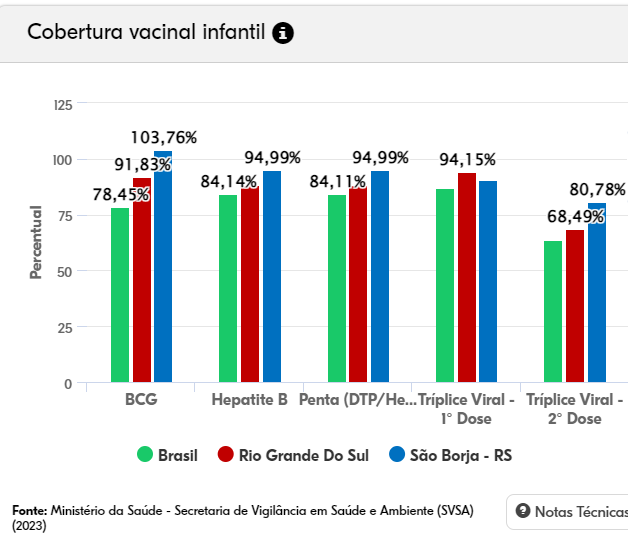 Cobertura vacinal infantil
125
100
75
50
25
0
Percentual
78,45%
91,83%
103,76%
84,14%
94,99%
84,11%
94,99%
94,15%
68,49%
80,78%
BCG
Hepatite B
Penta (DTP/He...
Tríplice Viral -
1° Dose
Tríplice Viral -
2° Dose
Brasil
Rio Grande Do Sul
São Borja - RS
Fonte: Ministério da Saúde - Secretaria de Vigilância em Saúde e Ambiente (SVSA)
(2023)
Notas Técnicas